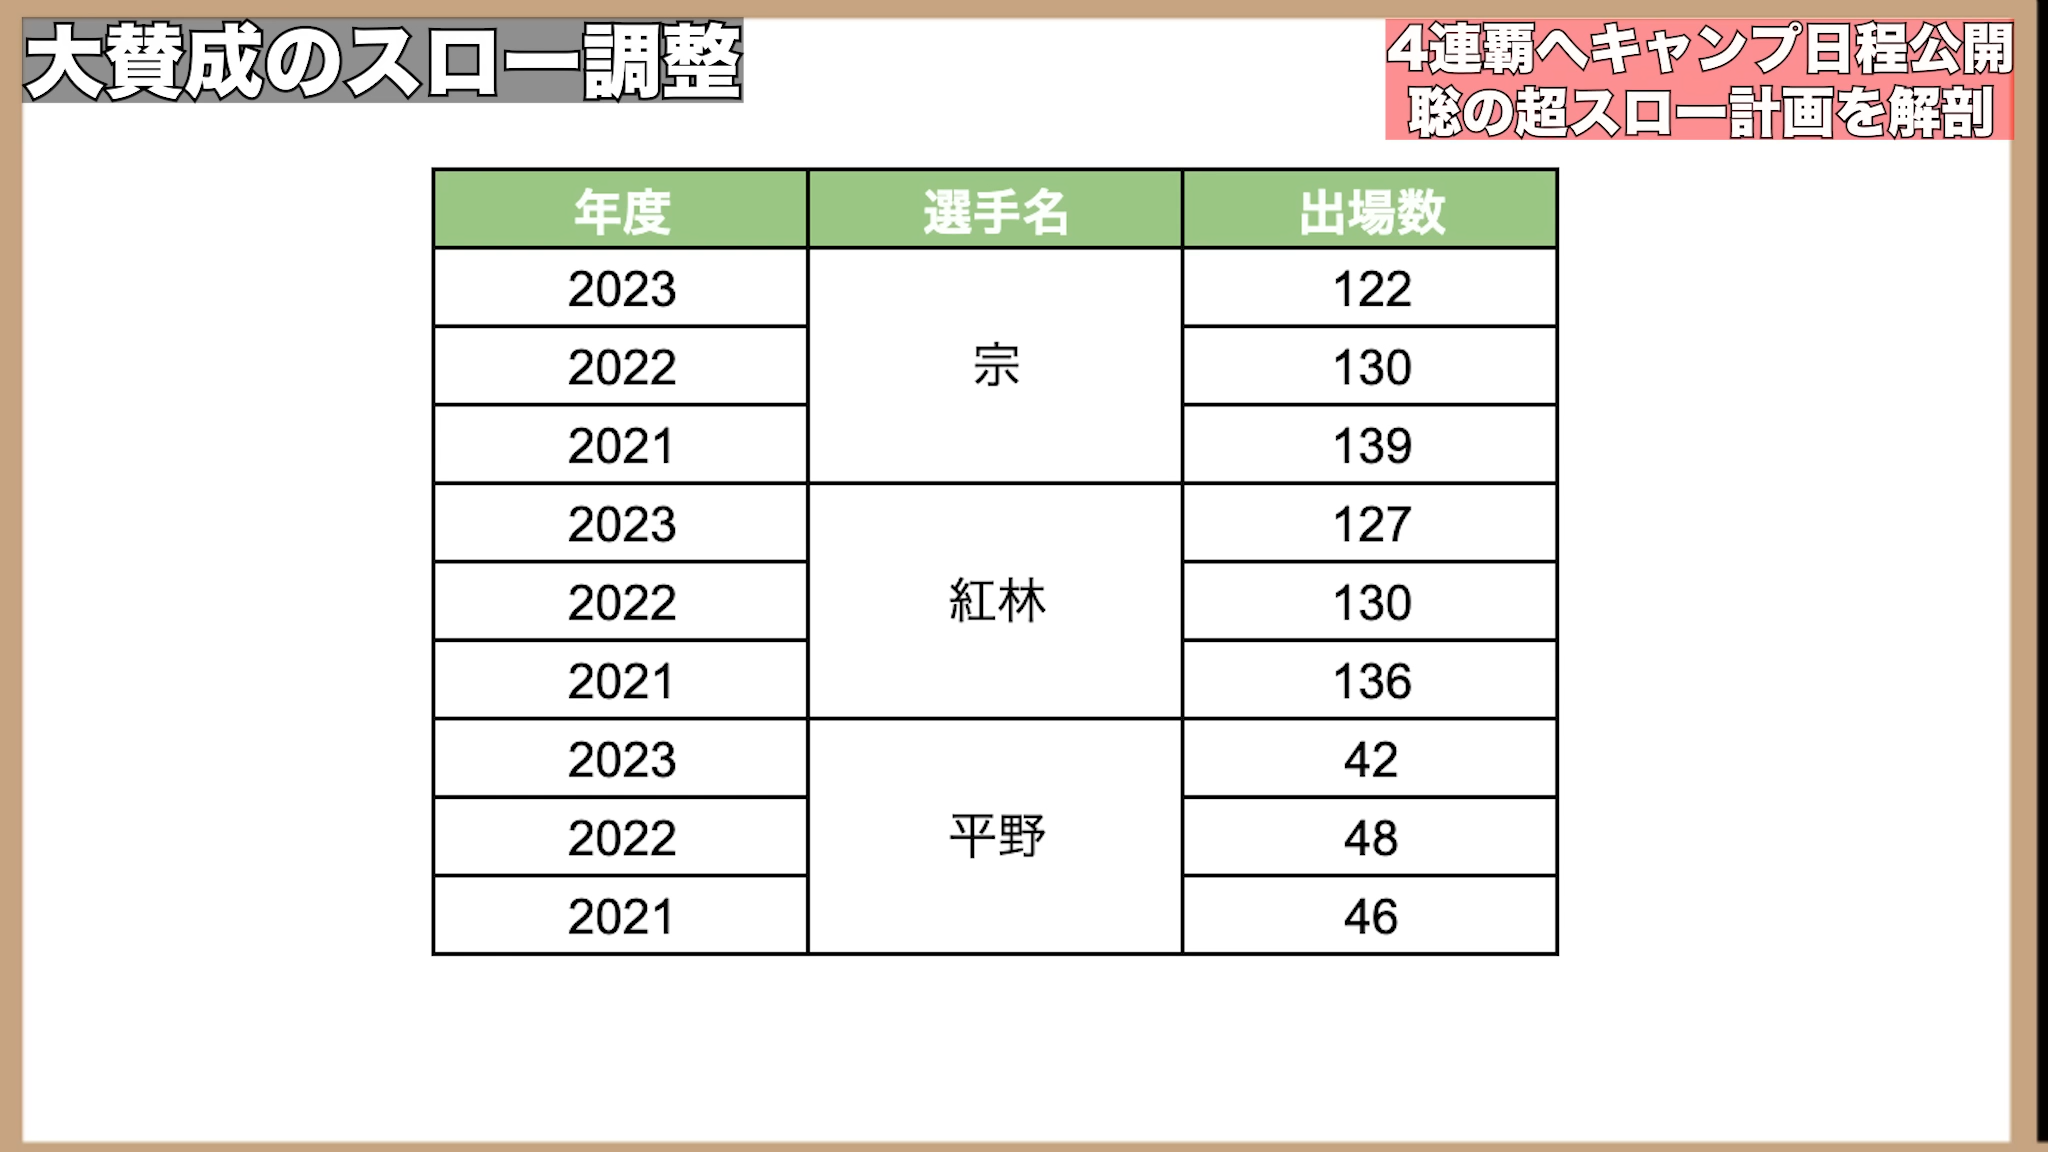 大賛成のスロー調整
4連覇へキャンプ日程公開
聡の超スロー計画を解剖
年度 選手名 出場数
2023 122
2022 宗 130
2021 139
2023 127
2022 紅林 130
2021 136
2023 42
2022 平野 48
2021 46